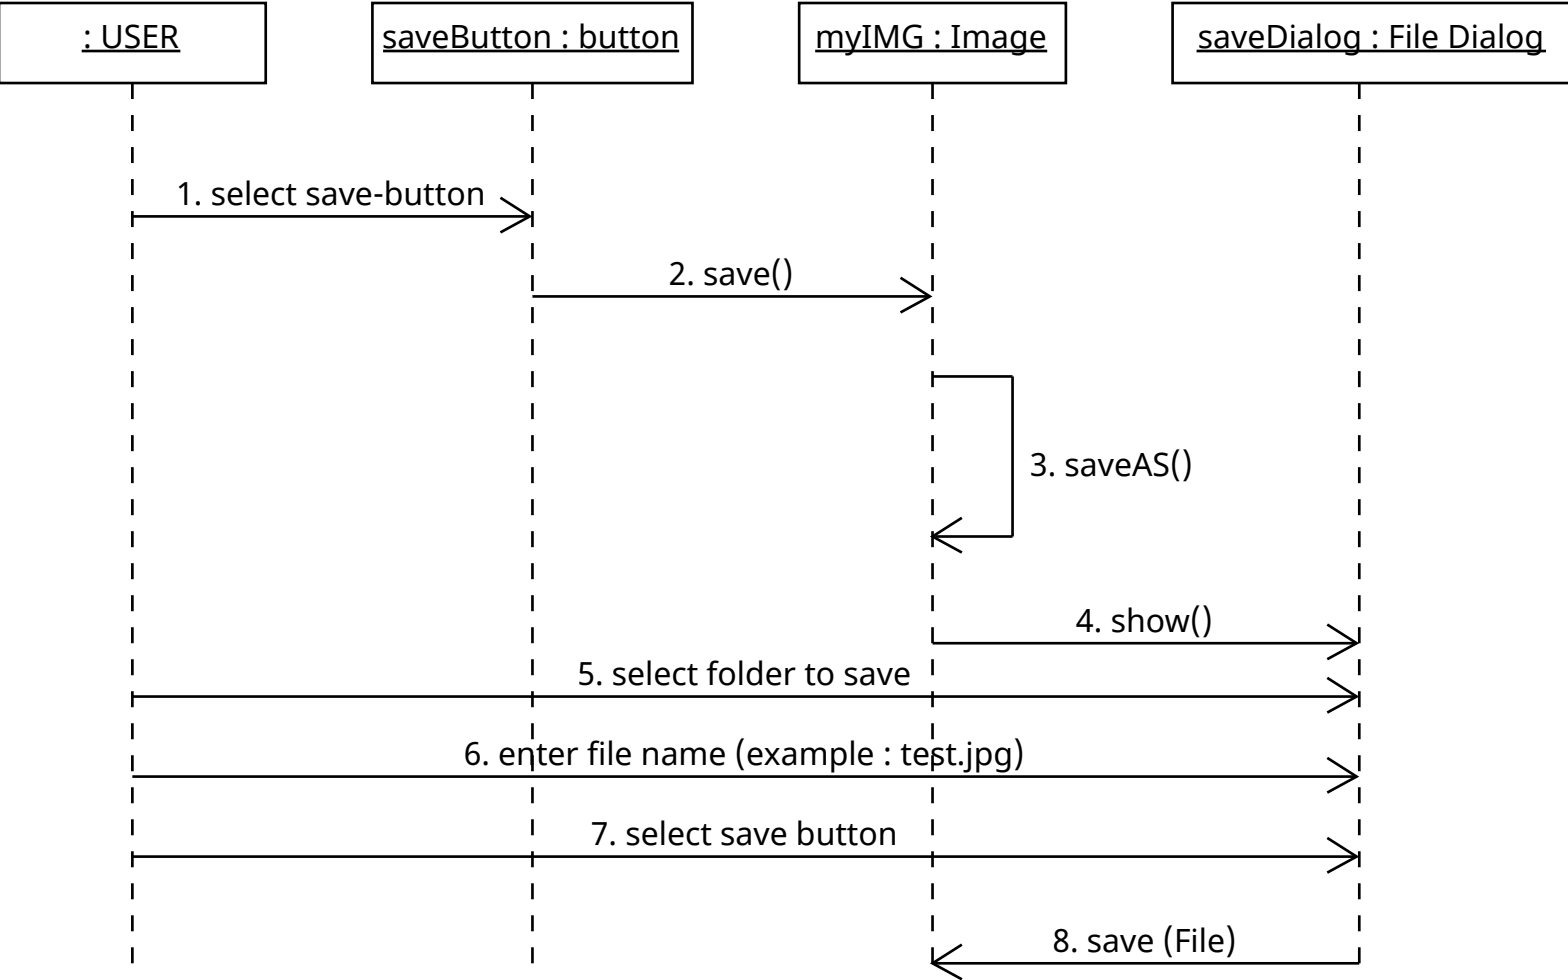 : USER
saveButton : button
myIMG : Image
saveDialog : File Dialog
1. select save-button
2. save()
3. saveAS()
4. show()
5. select folder to save
6. enter file name (example : test.jpg)
7. select save button
8. save (File)